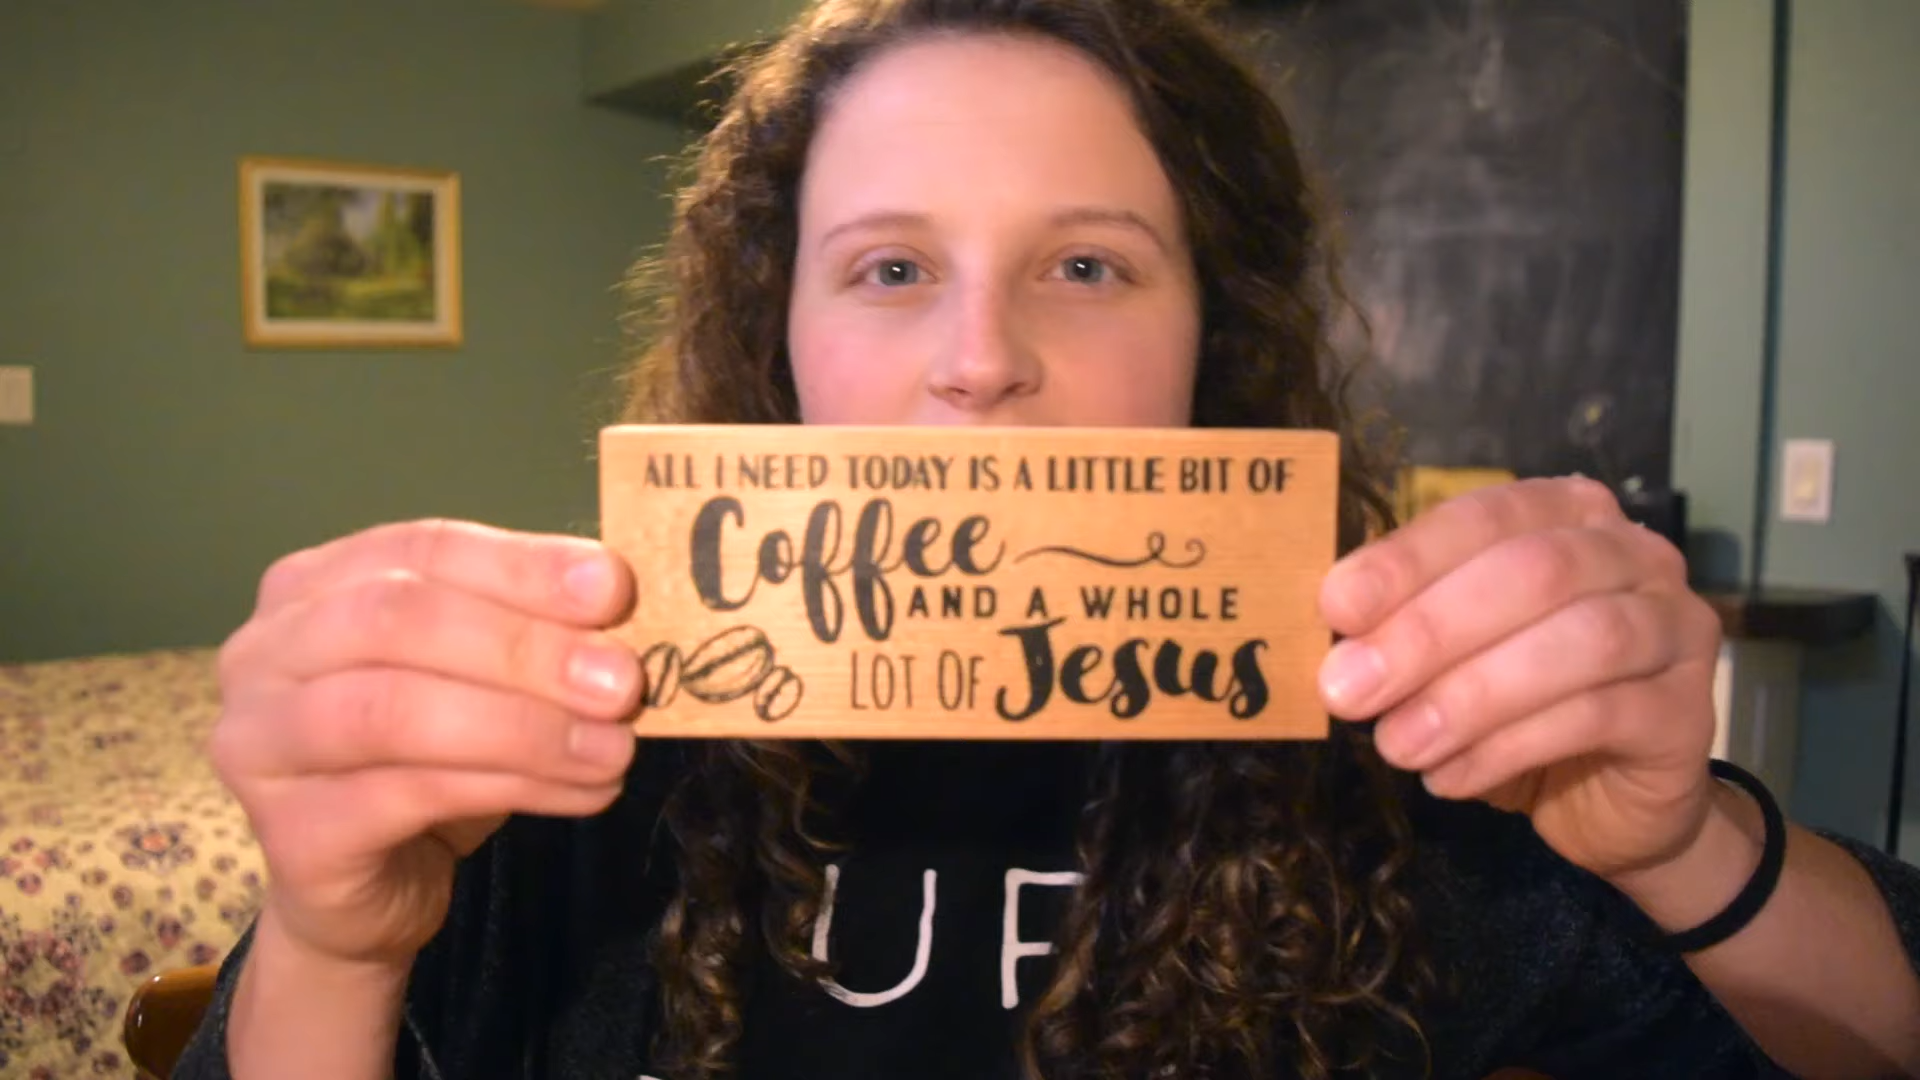 ALL I NEED TODAY IS A LITTLE BIT OF
Coffee
AND A WHOLE
LOT OF Jesus